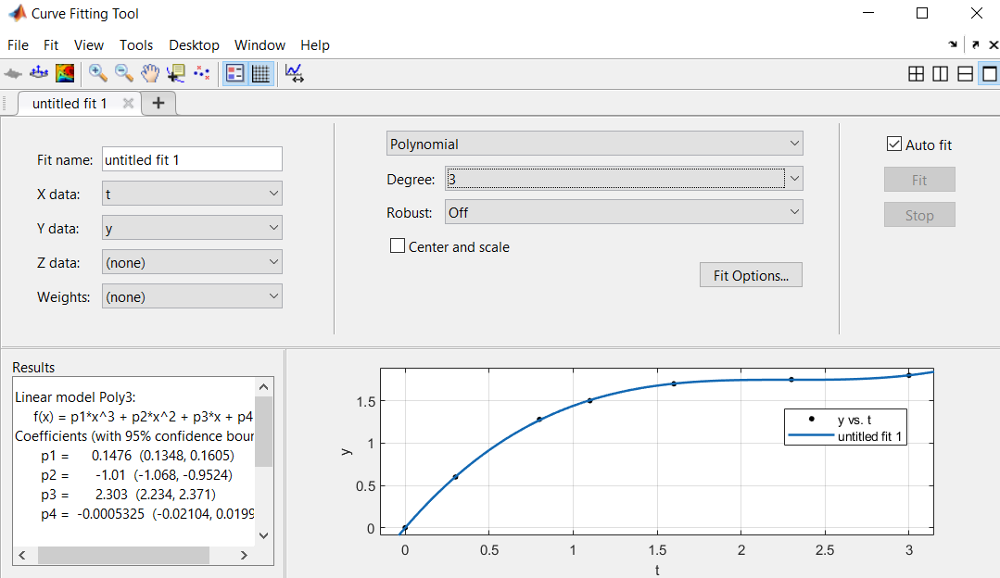 Curve Fitting Tool
File Fit View Tools Desktop Window Help
untitled fit 1
Fit name: untitled fit 1
X data: t
Y data: y
Z data: (none)
Weights: (none)
Polynomial
Degree: 3
Robust: Off
Center and scale
Fit Options...
Auto fit
Fit
Stop
Results
Linear model Poly3:
f(x) = p1*x^3 + p2*x^2 + p3*x + p4
Coefficients (with 95% confidence bour
p1 = 0.1476 (0.1348, 0.1605)
p2 = -1.01 (-1.068, -0.9524)
p3 = 2.303 (2.234, 2.371)
p4 = -0.0005325 (-0.02104, 0.0199
1.5
1
0.5
0
y
y vs. t
untitled fit 1
0 0.5 1 1.5 2 2.5 3
t